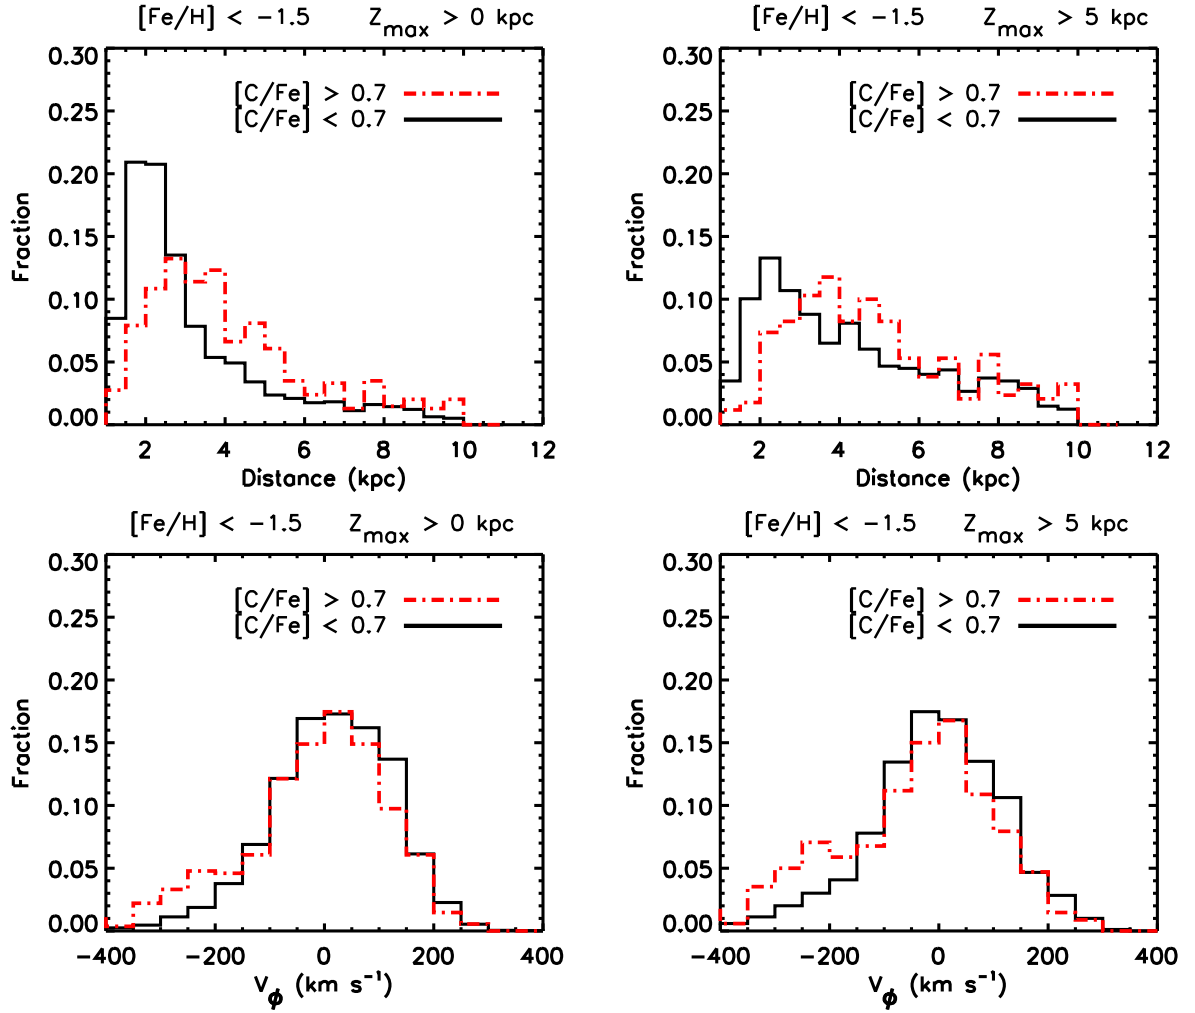 [Fe/H] < −1.5 Zmax > 0 kpc
0.30
0.25
0.20
0.15
0.10
0.05
0.00
Fraction
[C/Fe] > 0.7
[C/Fe] < 0.7
2 4 6 8 10 12
Distance (kpc)
[Fe/H] < −1.5 Zmax > 5 kpc
0.30
0.25
0.20
0.15
0.10
0.05
0.00
Fraction
[C/Fe] > 0.7
[C/Fe] < 0.7
2 4 6 8 10 12
Distance (kpc)
[Fe/H] < −1.5 Zmax > 0 kpc
0.30
0.25
0.20
0.15
0.10
0.05
0.00
Fraction
[C/Fe] > 0.7
[C/Fe] < 0.7
−400 −200 0 200 400
Vϕ (km s⁻¹)
[Fe/H] < −1.5 Zmax > 5 kpc
0.30
0.25
0.20
0.15
0.10
0.05
0.00
Fraction
[C/Fe] > 0.7
[C/Fe] < 0.7
−400 −200 0 200 400
Vϕ (km s⁻¹)